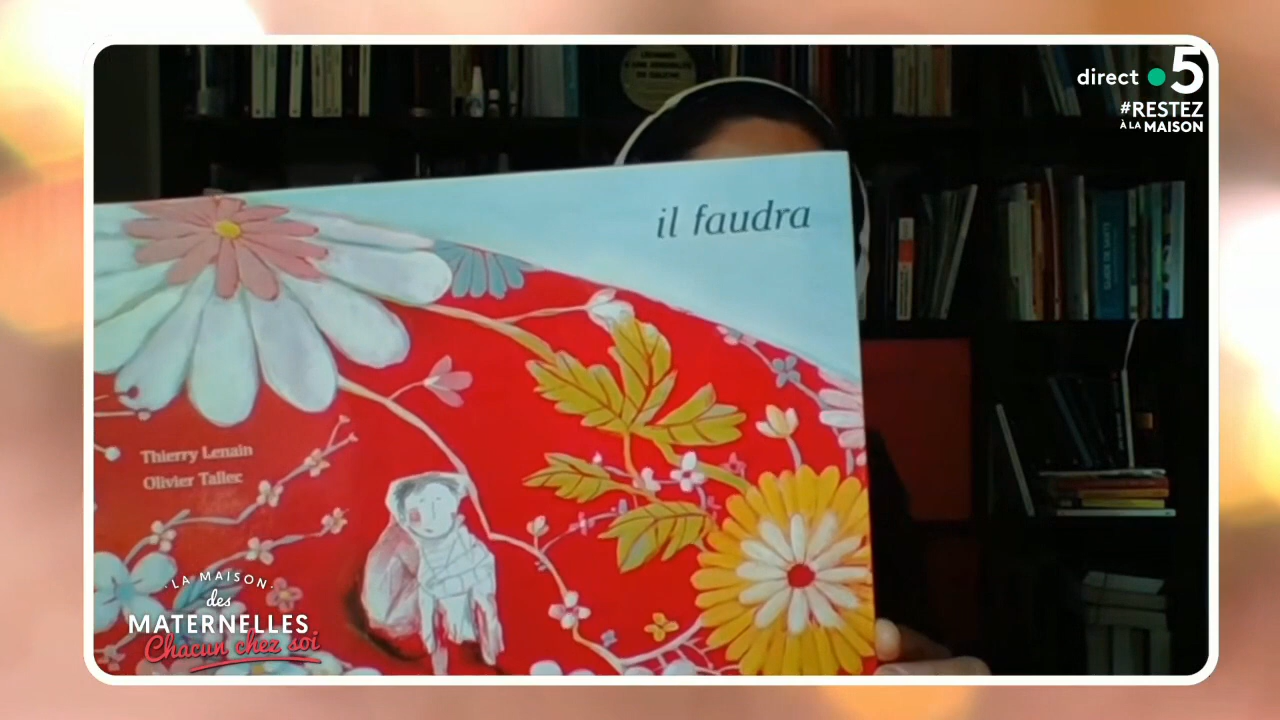 direct 5
#RESTEZ
À LA MAISON
il faudra
Thierry Lenain
Olivier Tallec
LA MAISON
des
MATERNELLES
Chacun chez soi